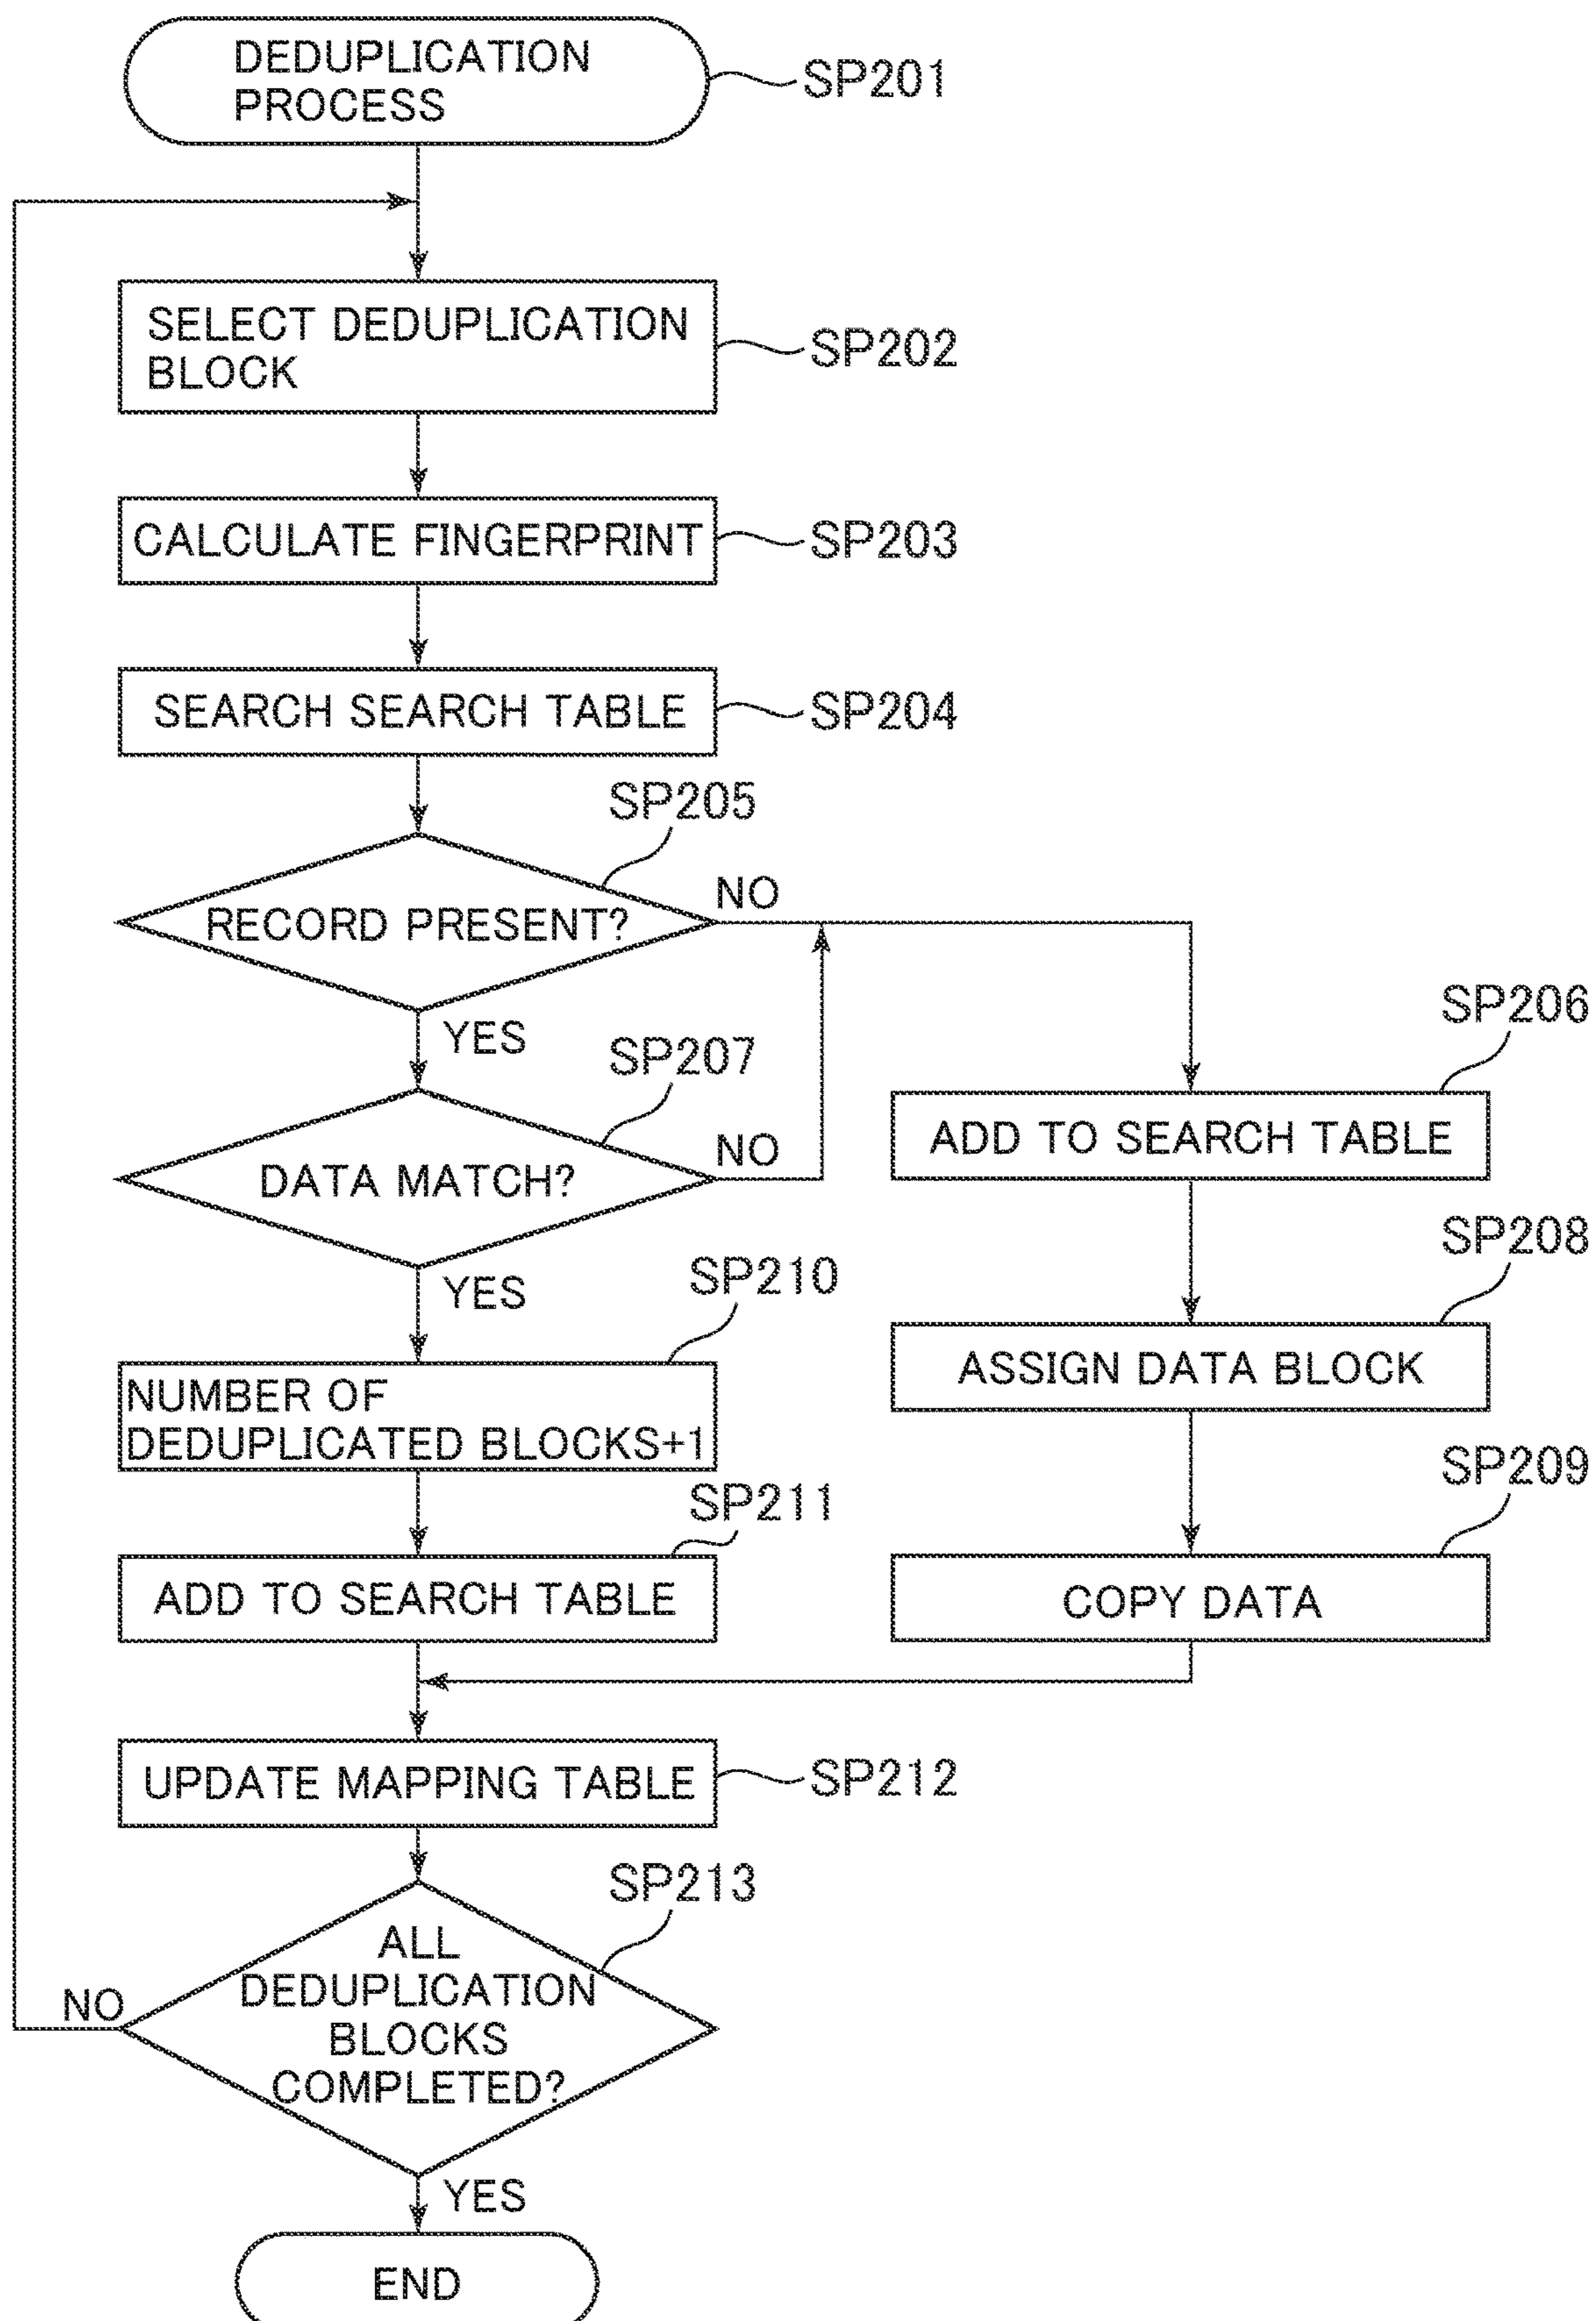 DEDUPLICATION
PROCESS
SP201
SELECT DEDUPLICATION
BLOCK
SP202
CALCULATE FINGERPRINT
SP203
SEARCH SEARCH TABLE
SP204
SP205
RECORD PRESENT?
NO
YES
SP207
DATA MATCH?
NO
YES
SP206
ADD TO SEARCH TABLE
SP208
ASSIGN DATA BLOCK
SP209
COPY DATA
SP210
NUMBER OF
DEDUPLICATED BLOCKS+1
SP211
ADD TO SEARCH TABLE
UPDATE MAPPING TABLE
SP212
SP213
ALL
DEDUPLICATION
BLOCKS
COMPLETED?
NO
YES
END